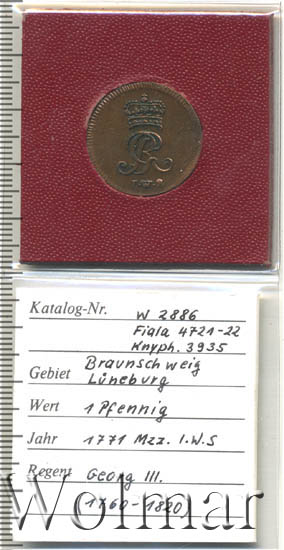 GR
I.W.S
Katalog-Nr. W 2886
Fiala 4721-22
Knyph. 3935
Gebiet Braunschweig
Lüneburg
Wert 1 Pfennig
Jahr 1771 Mzz. I.W.S
Regent Georg III.
1760-1820
Wolmar